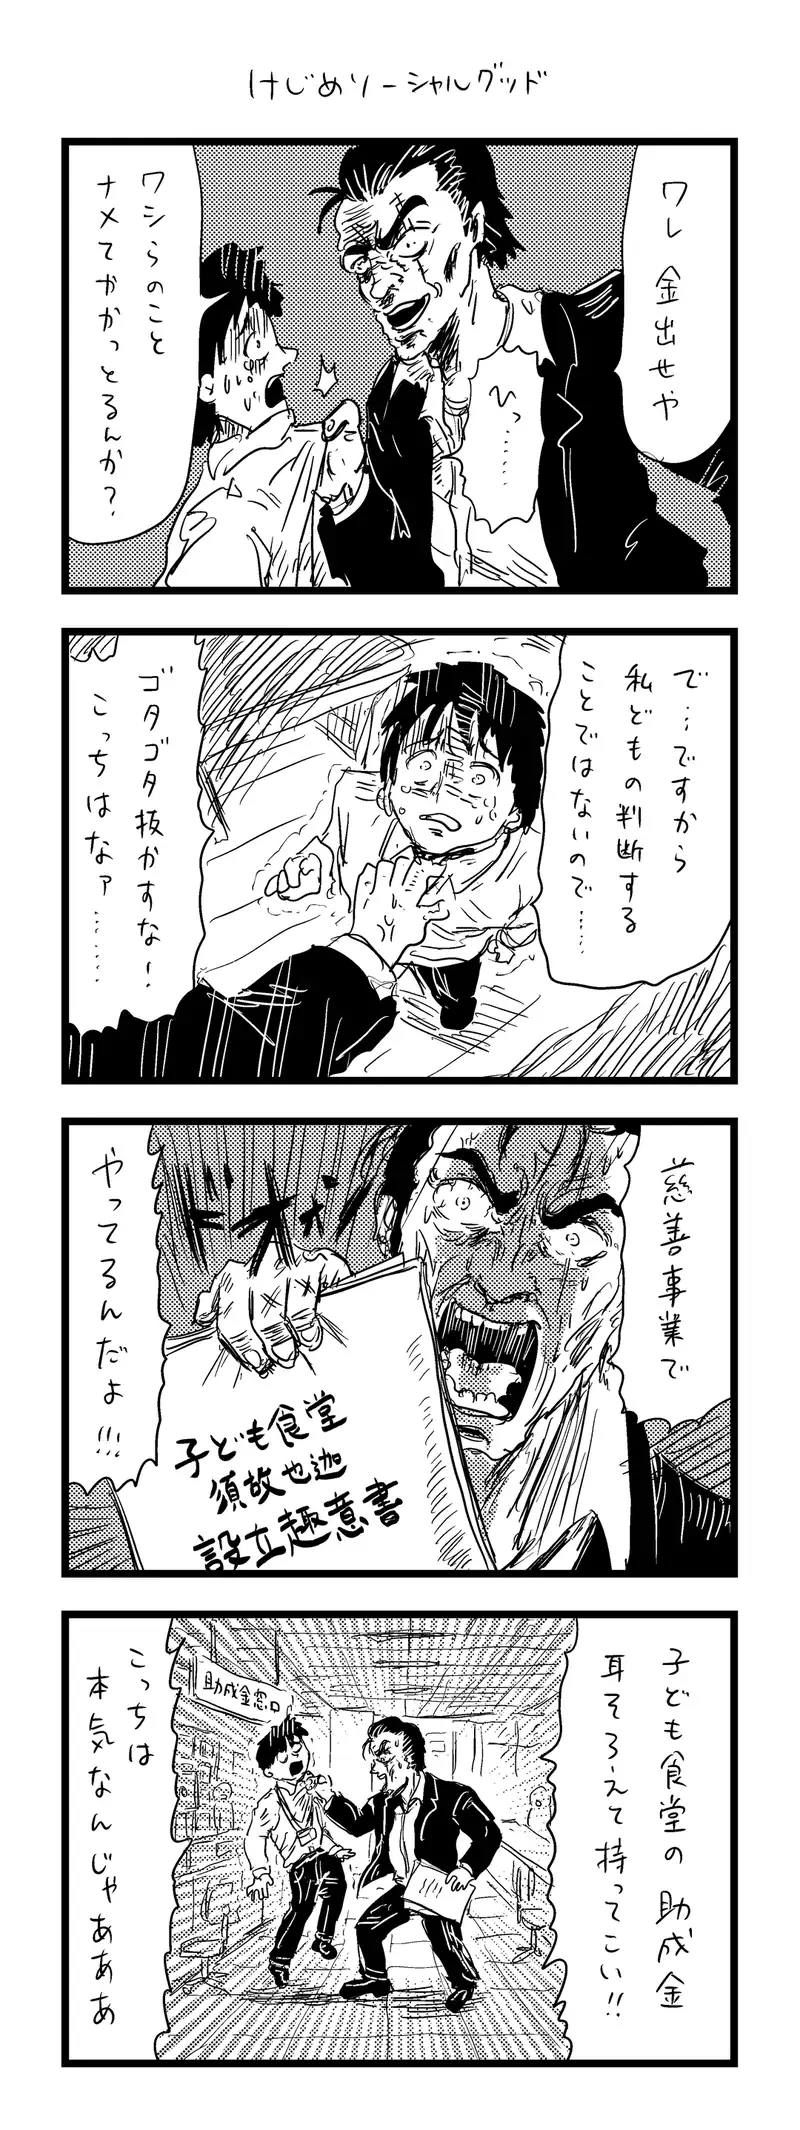 けじめソーシャルグッド
ワレ 金出せや
ひっ……
ワシらのこと
ナメてかかっとるんか?
で…ですから
私どもの判断する
ことではないので……
ゴタゴタ抜かすな!
こっちはなァ………
慈善事業で
ドオォン
やってるんだよ!!!
子ども食堂
須故也迦
設立趣意書
子ども食堂の助成金
耳そろえて持ってこい!!
助成金窓口
こっちは
本気なんじゃあああ